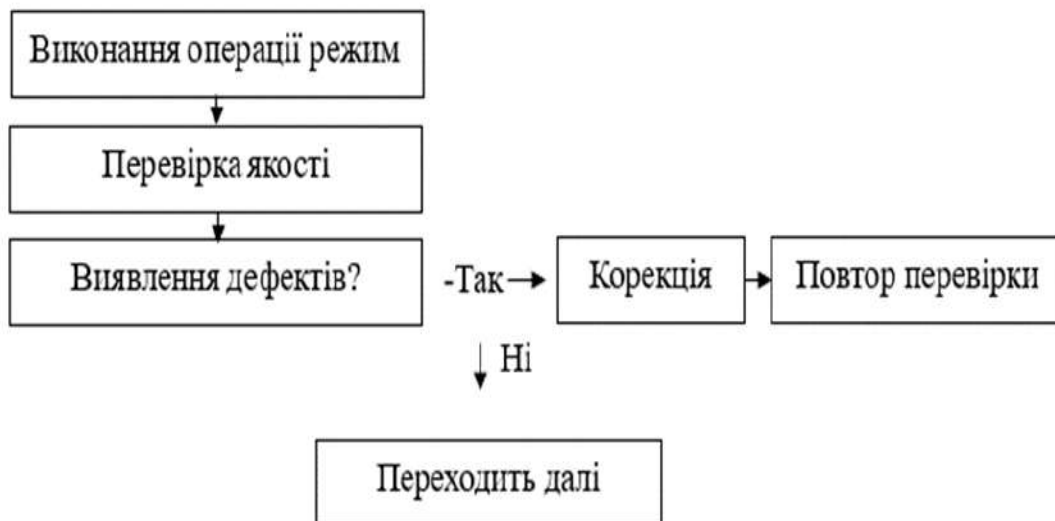 Виконання операції режим
Перевірка якості
Виявлення дефектів?
-Так
Корекція
Повтор перевірки
Ні
Переходить далі